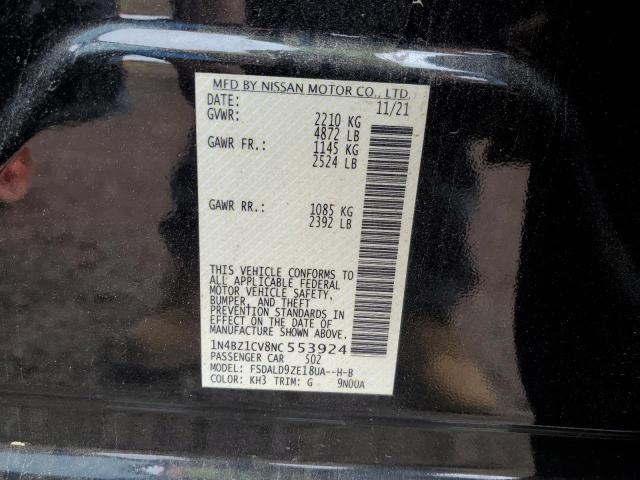 MFD BY NISSAN MOTOR CO., LTD.
DATE: 11/21
GVWR: 2210 KG
4872 LB
GAWR FR.: 1145 KG
2524 LB
GAWR RR.: 1085 KG
2392 LB
THIS VEHICLE CONFORMS TO
ALL APPLICABLE FEDERAL
MOTOR VEHICLE SAFETY,
BUMPER, AND THEFT
PREVENTION STANDARDS IN
EFFECT ON THE DATE OF
MANUFACTURE SHOWN ABOVE.
1N4BZ1CV8NC 553924
PASSENGER CAR 502
MODEL: FSDALD9ZE18UA--H-B
COLOR: KH3 TRIM: G 9N00A